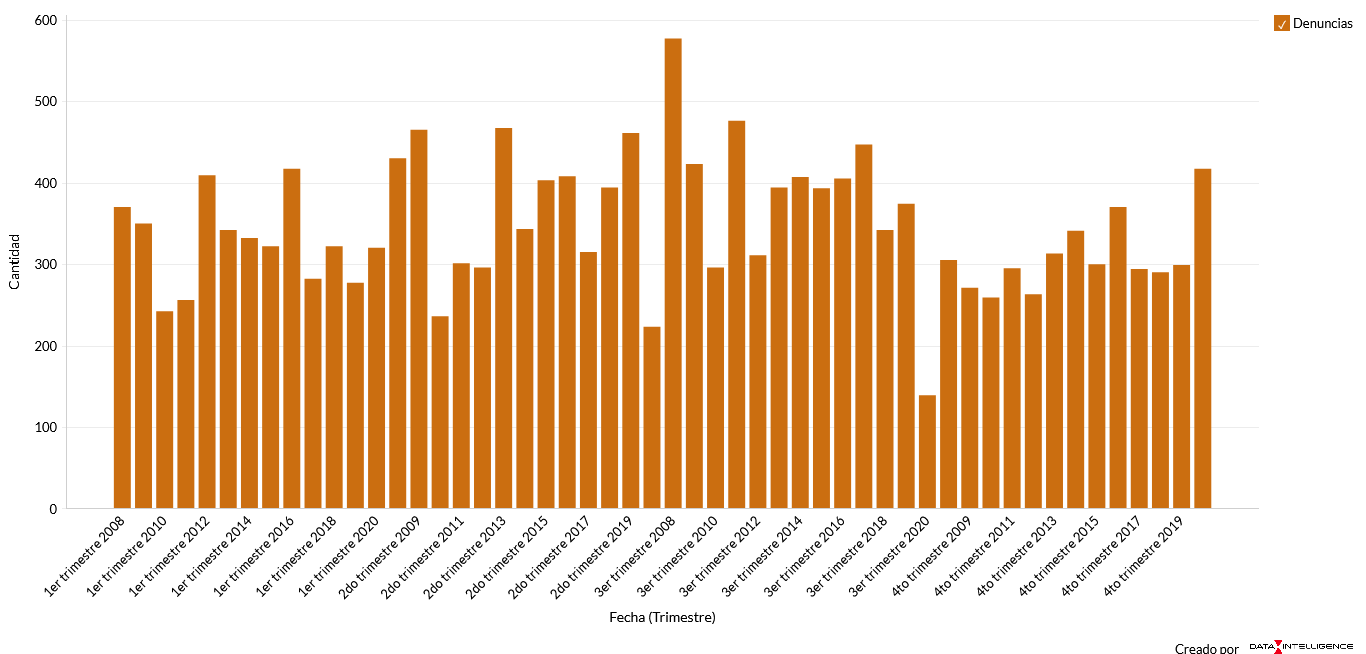 600
500
400
300
200
100
0
Cantidad
✓ Denuncias
1er trimestre 2008
1er trimestre 2010
1er trimestre 2012
1er trimestre 2014
1er trimestre 2016
1er trimestre 2018
1er trimestre 2020
2do trimestre 2009
2do trimestre 2011
2do trimestre 2013
2do trimestre 2015
2do trimestre 2017
2do trimestre 2019
3er trimestre 2008
3er trimestre 2010
3er trimestre 2012
3er trimestre 2014
3er trimestre 2016
3er trimestre 2018
3er trimestre 2020
4to trimestre 2009
4to trimestre 2011
4to trimestre 2013
4to trimestre 2015
4to trimestre 2017
4to trimestre 2019
Fecha (Trimestre)
Creado por DATA INTELLIGENCE